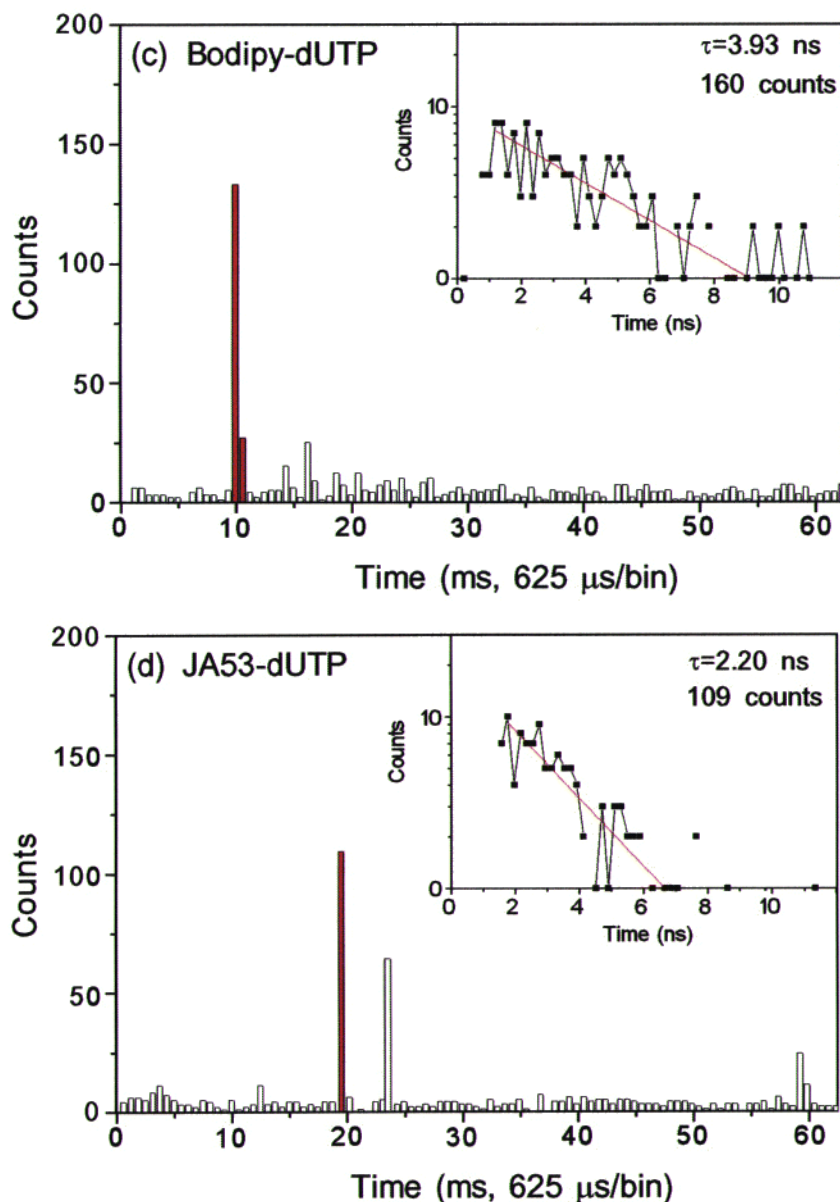 200
150
100
50
0
Counts
(c) Bodipy-dUTP
τ=3.93 ns
160 counts
10
0
Counts
0 2 4 6 8 10
Time (ns)
0 10 20 30 40 50 60
Time (ms, 625 μs/bin)
200
150
100
50
0
Counts
(d) JA53-dUTP
τ=2.20 ns
109 counts
10
0
Counts
0 2 4 6 8 10
Time (ns)
0 10 20 30 40 50 60
Time (ms, 625 μs/bin)